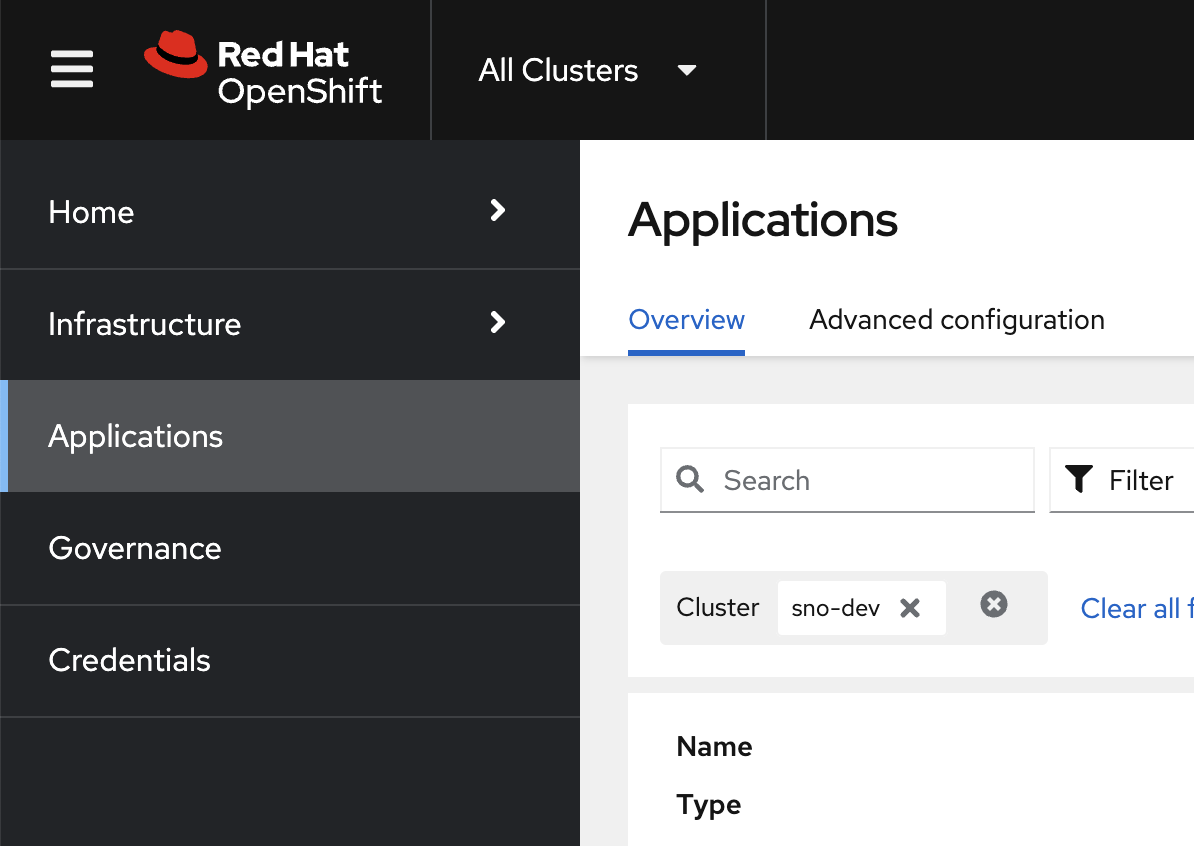 Red Hat
OpenShift
All Clusters
Home
Infrastructure
Applications
Governance
Credentials
Applications
Overview
Advanced configuration
Search
Filter
Cluster
sno-dev
Clear all
Name
Type